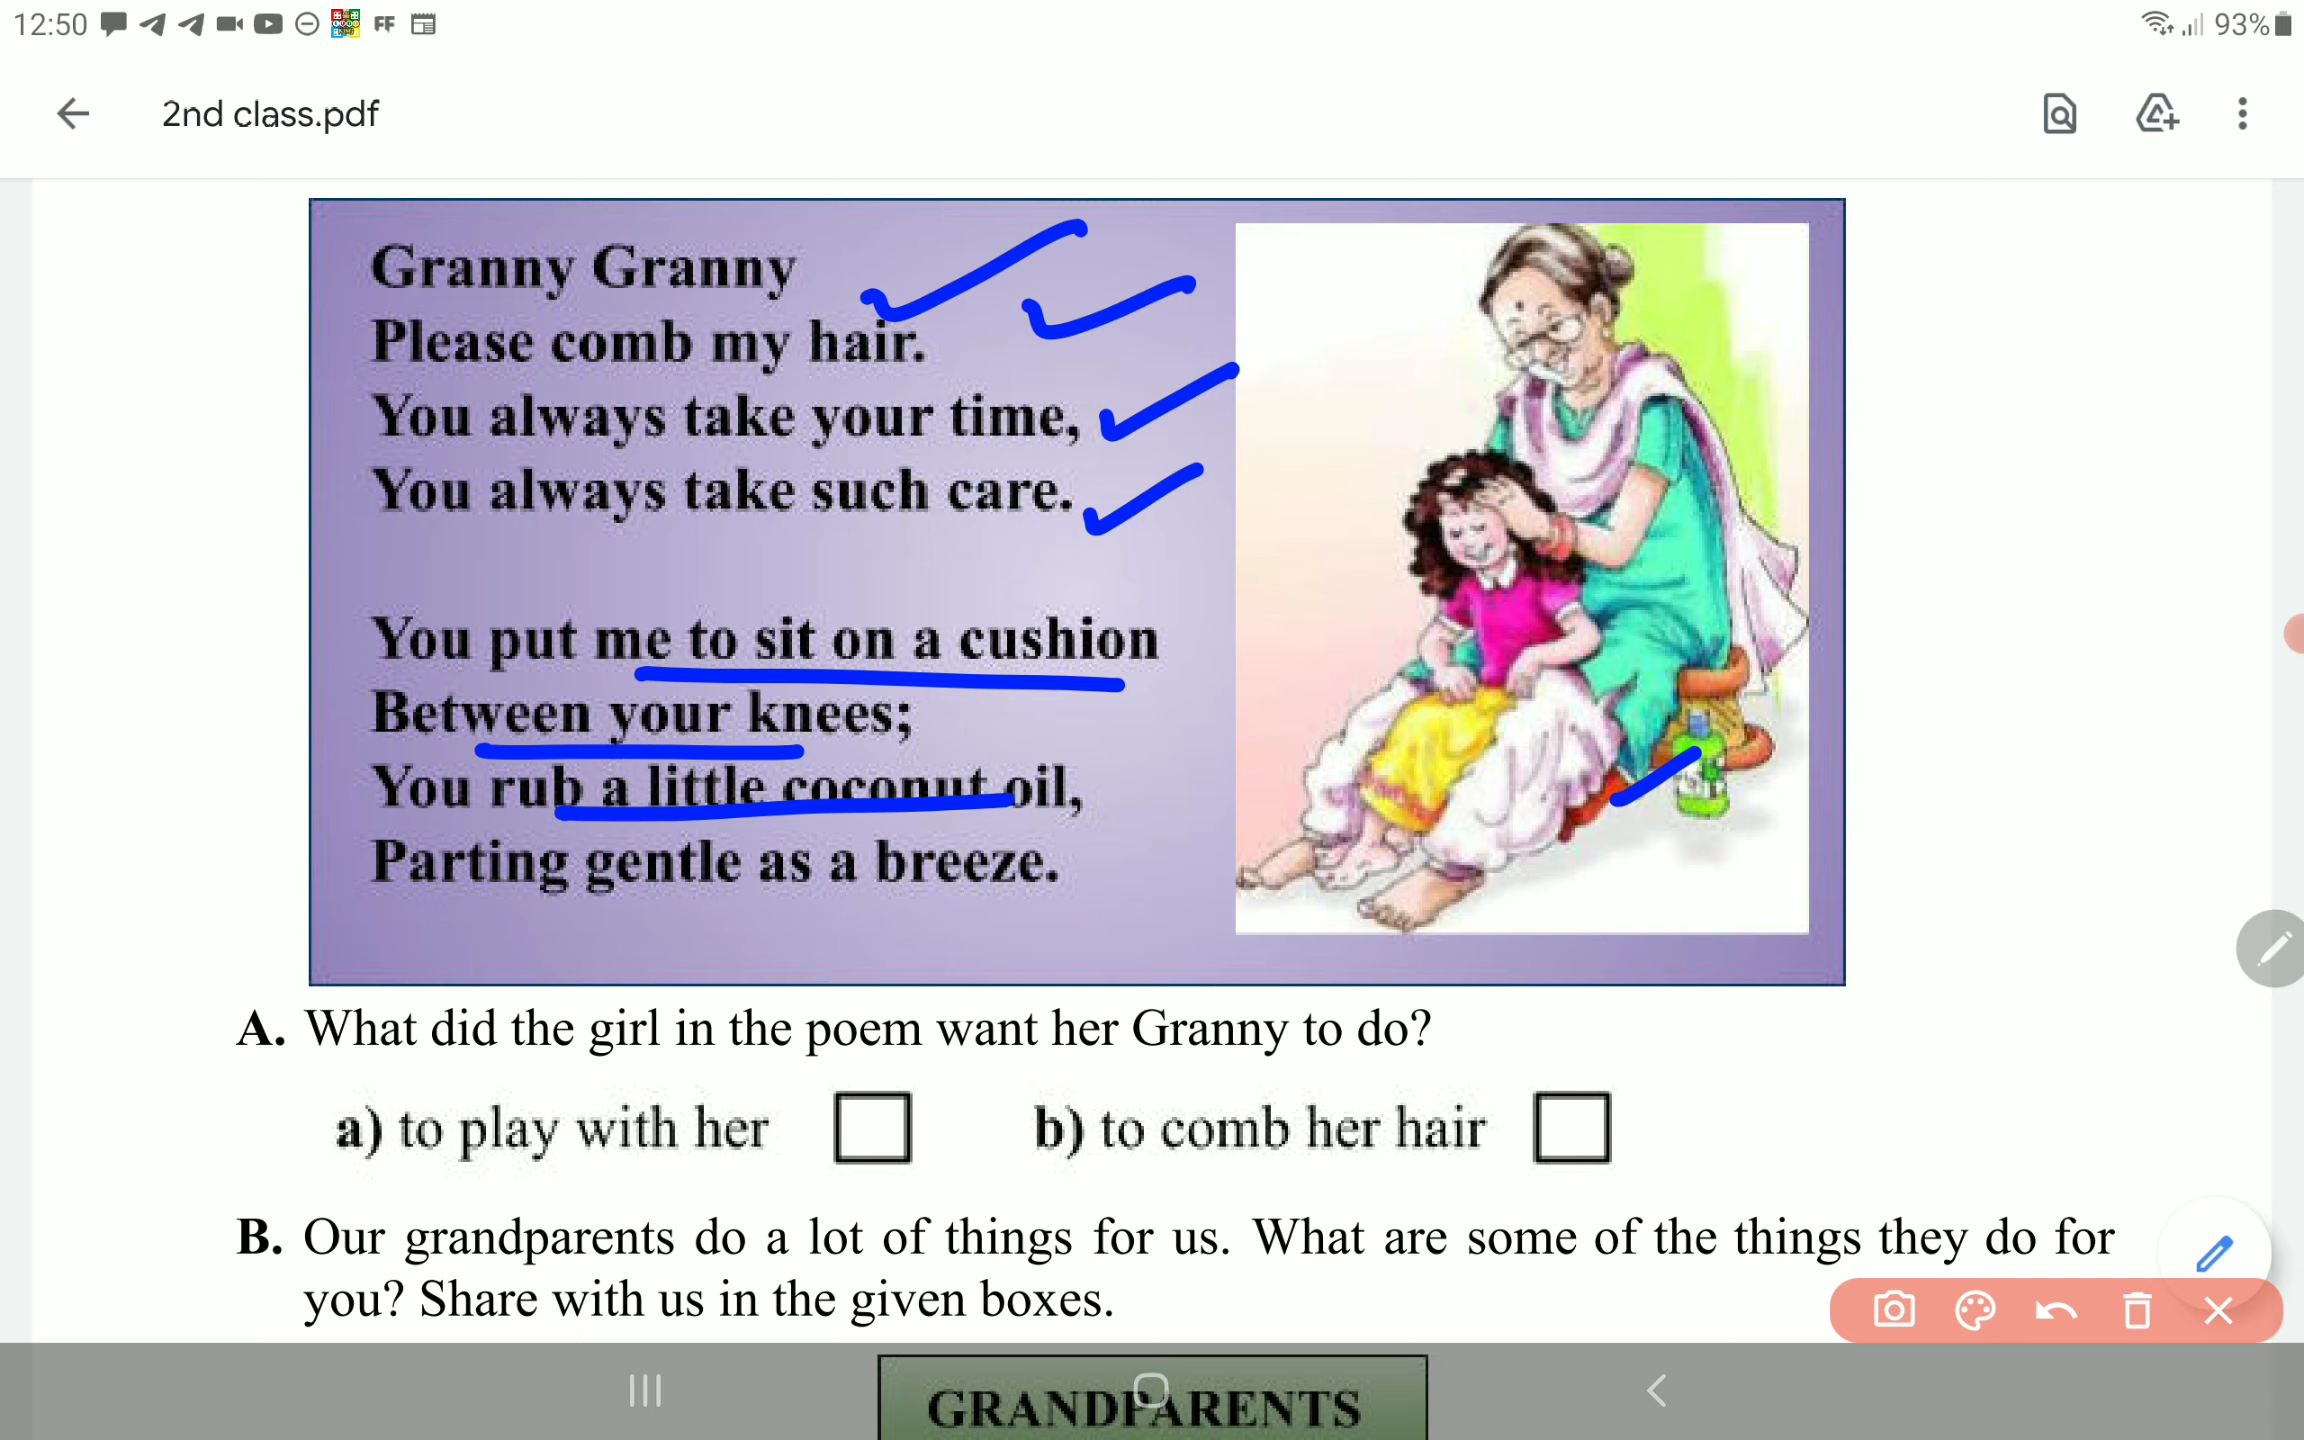 12:50 FF 93%
2nd class.pdf
Granny Granny
Please comb my hair.
You always take your time,
You always take such care.
You put me to sit on a cushion
Between your knees;
You rub a little coconut oil,
Parting gentle as a breeze.
A. What did the girl in the poem want her Granny to do?
a) to play with her b) to comb her hair
B. Our grandparents do a lot of things for us. What are some of the things they do for
you? Share with us in the given boxes.
GRANDPARENTS